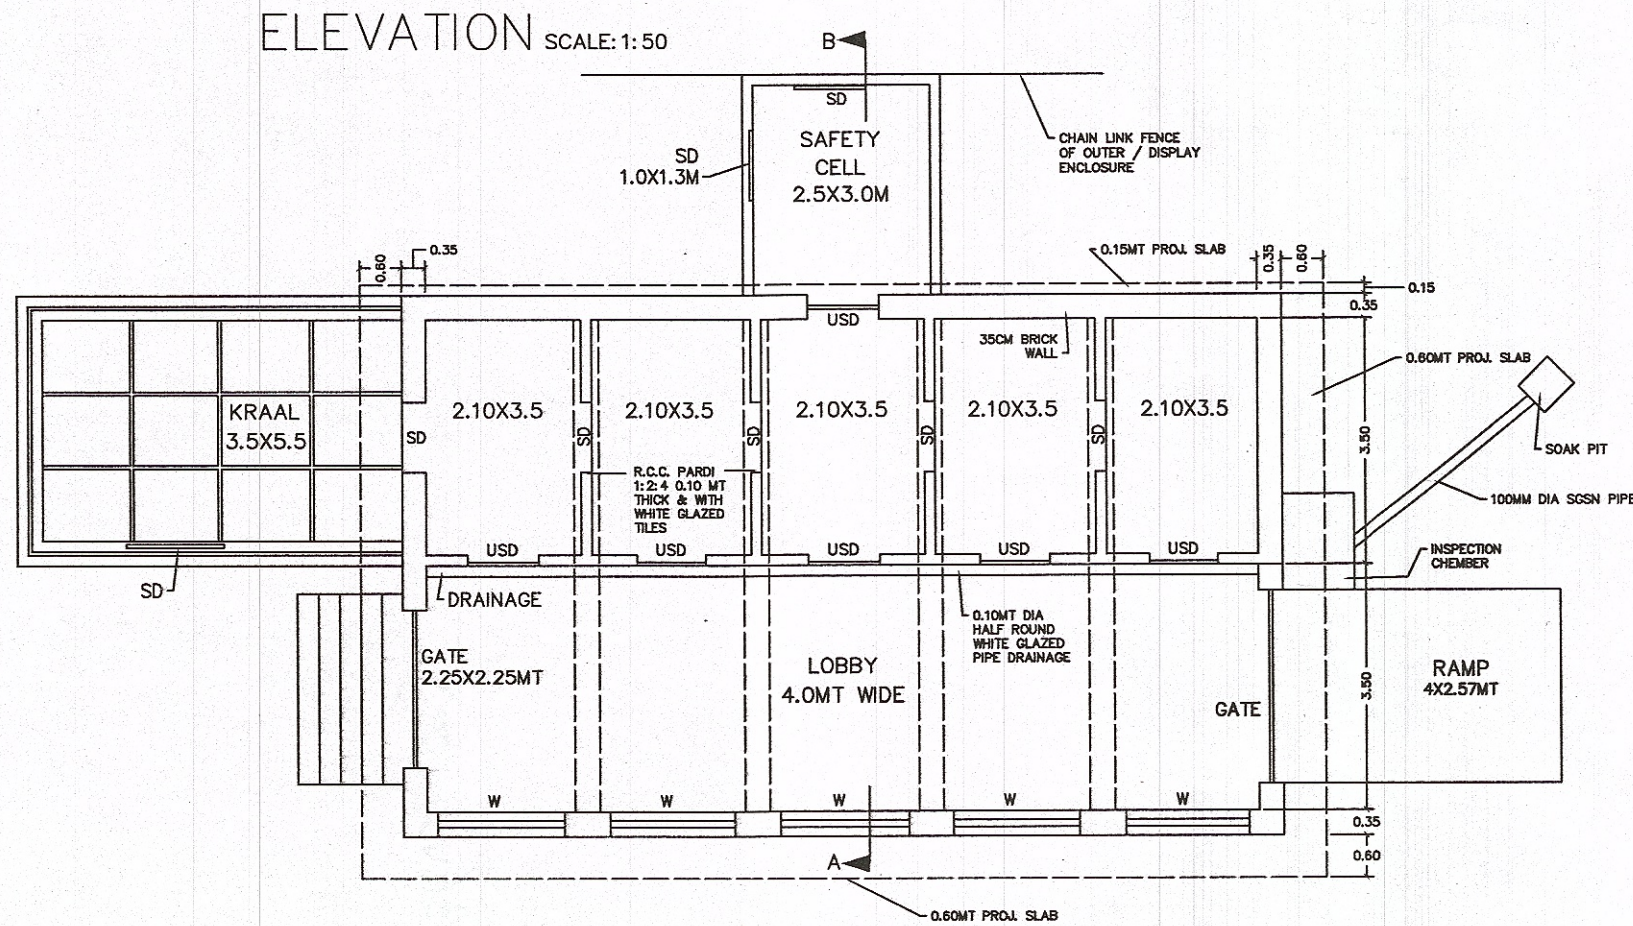 ELEVATION SCALE: 1: 50
B
SD
SAFETY
CELL
2.5X3.0M
SD
1.0X1.3M
CHAIN LINK FENCE
OF OUTER / DISPLAY
ENCLOSURE
0.60
0.35
0.15MT PROJ. SLAB
0.35
0.60
0.15
0.35
USD
35CM BRICK
WALL
0.60MT PROJ. SLAB
KRAAL
3.5X5.5
SD
2.10X3.5
SD
2.10X3.5
SD
2.10X3.5
SD
2.10X3.5
SD
2.10X3.5
3.50
SOAK PIT
R.C.C. PARDI
1:2:4 0.10 MT
THICK & WITH
WHITE GLAZED
TILES
100MM DIA SGSN PIPE
USD
USD
USD
USD
USD
INSPECTION
CHEMBER
SD
DRAINAGE
0.10MT DIA
HALF ROUND
WHITE GLAZED
PIPE DRAINAGE
GATE
2.25X2.25MT
LOBBY
4.0MT WIDE
GATE
3.50
RAMP
4X2.57MT
W
W
W
W
W
0.35
A
0.60
0.60MT PROJ. SLAB